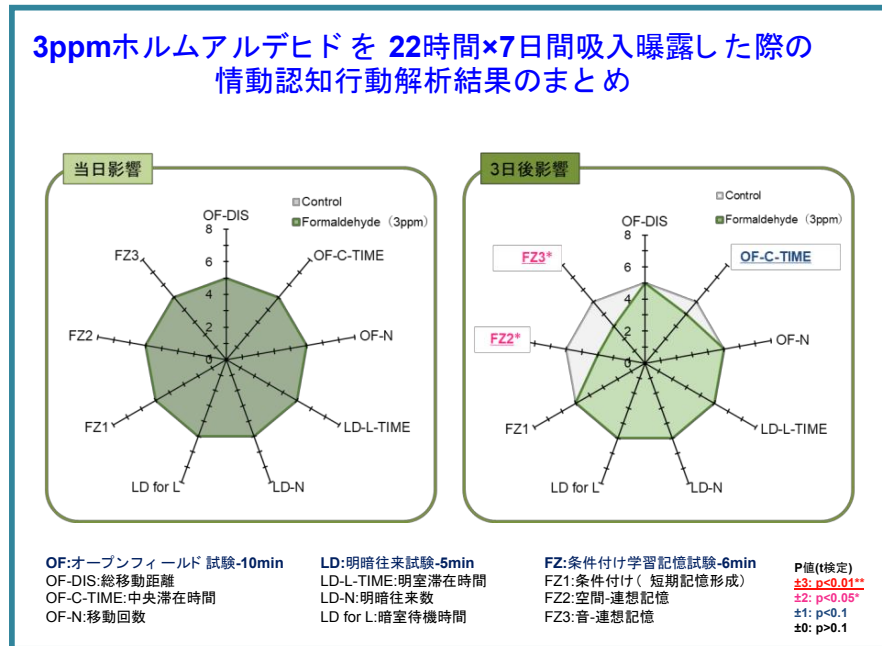 3ppmホルムアルデヒドを 22時間×7日間吸入曝露した際の
情動認知行動解析結果のまとめ
当日影響
Control
Formaldehyde（3ppm）
OF-DIS
OF-C-TIME
OF-N
LD-L-TIME
LD-N
LD for L
FZ1
FZ2
FZ3
8
6
4
2
0
3日後影響
Control
Formaldehyde（3ppm）
OF-DIS
OF-C-TIME
OF-N
LD-L-TIME
LD-N
LD for L
FZ1
FZ2*
FZ3*
8
6
4
2
0
OF:オープンフィールド試験-10min
OF-DIS:総移動距離
OF-C-TIME:中央滞在時間
OF-N:移動回数
LD:明暗往来試験-5min
LD-L-TIME:明室滞在時間
LD-N:明暗往来数
LD for L:暗室待機時間
FZ:条件付け学習記憶試験-6min
FZ1:条件付け（ 短期記憶形成）
FZ2:空間-連想記憶
FZ3:音-連想記憶
P値(t検定)
±3: p<0.01**
±2: p<0.05*
±1: p<0.1
±0: p>0.1